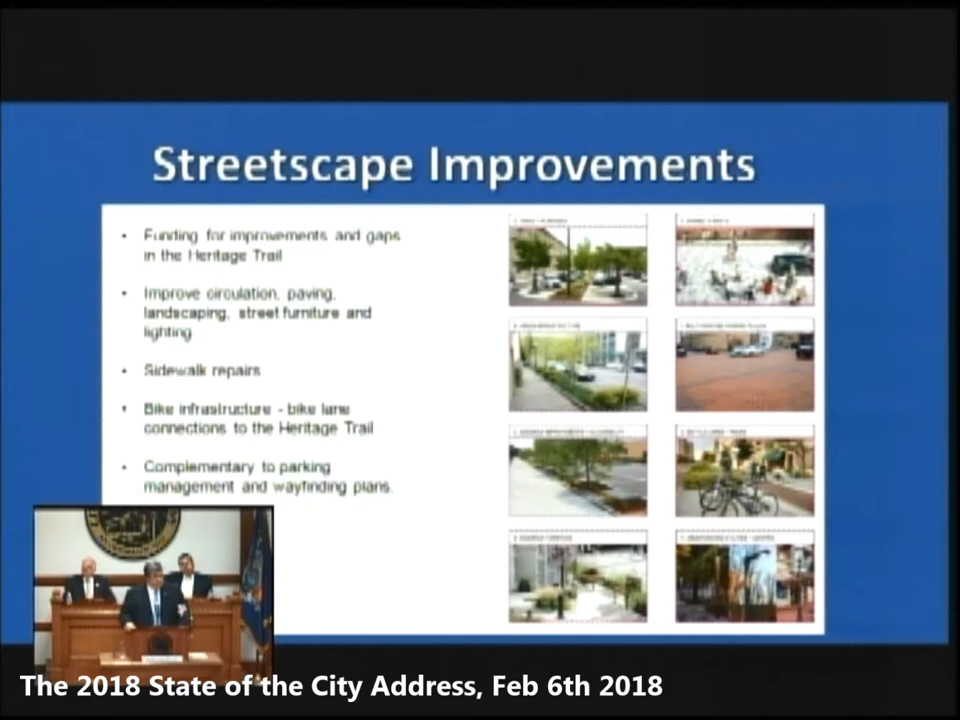 Streetscape Improvements
• Funding for improvements and gaps
in the Heritage Trail
• Improve circulation, paving,
landscaping, street furniture and
lighting
• Sidewalk repairs
• Bike infrastructure - bike lane
connections to the Heritage Trail
• Complementary to parking
management and wayfinding plans.
The 2018 State of the City Address, Feb 6th 2018